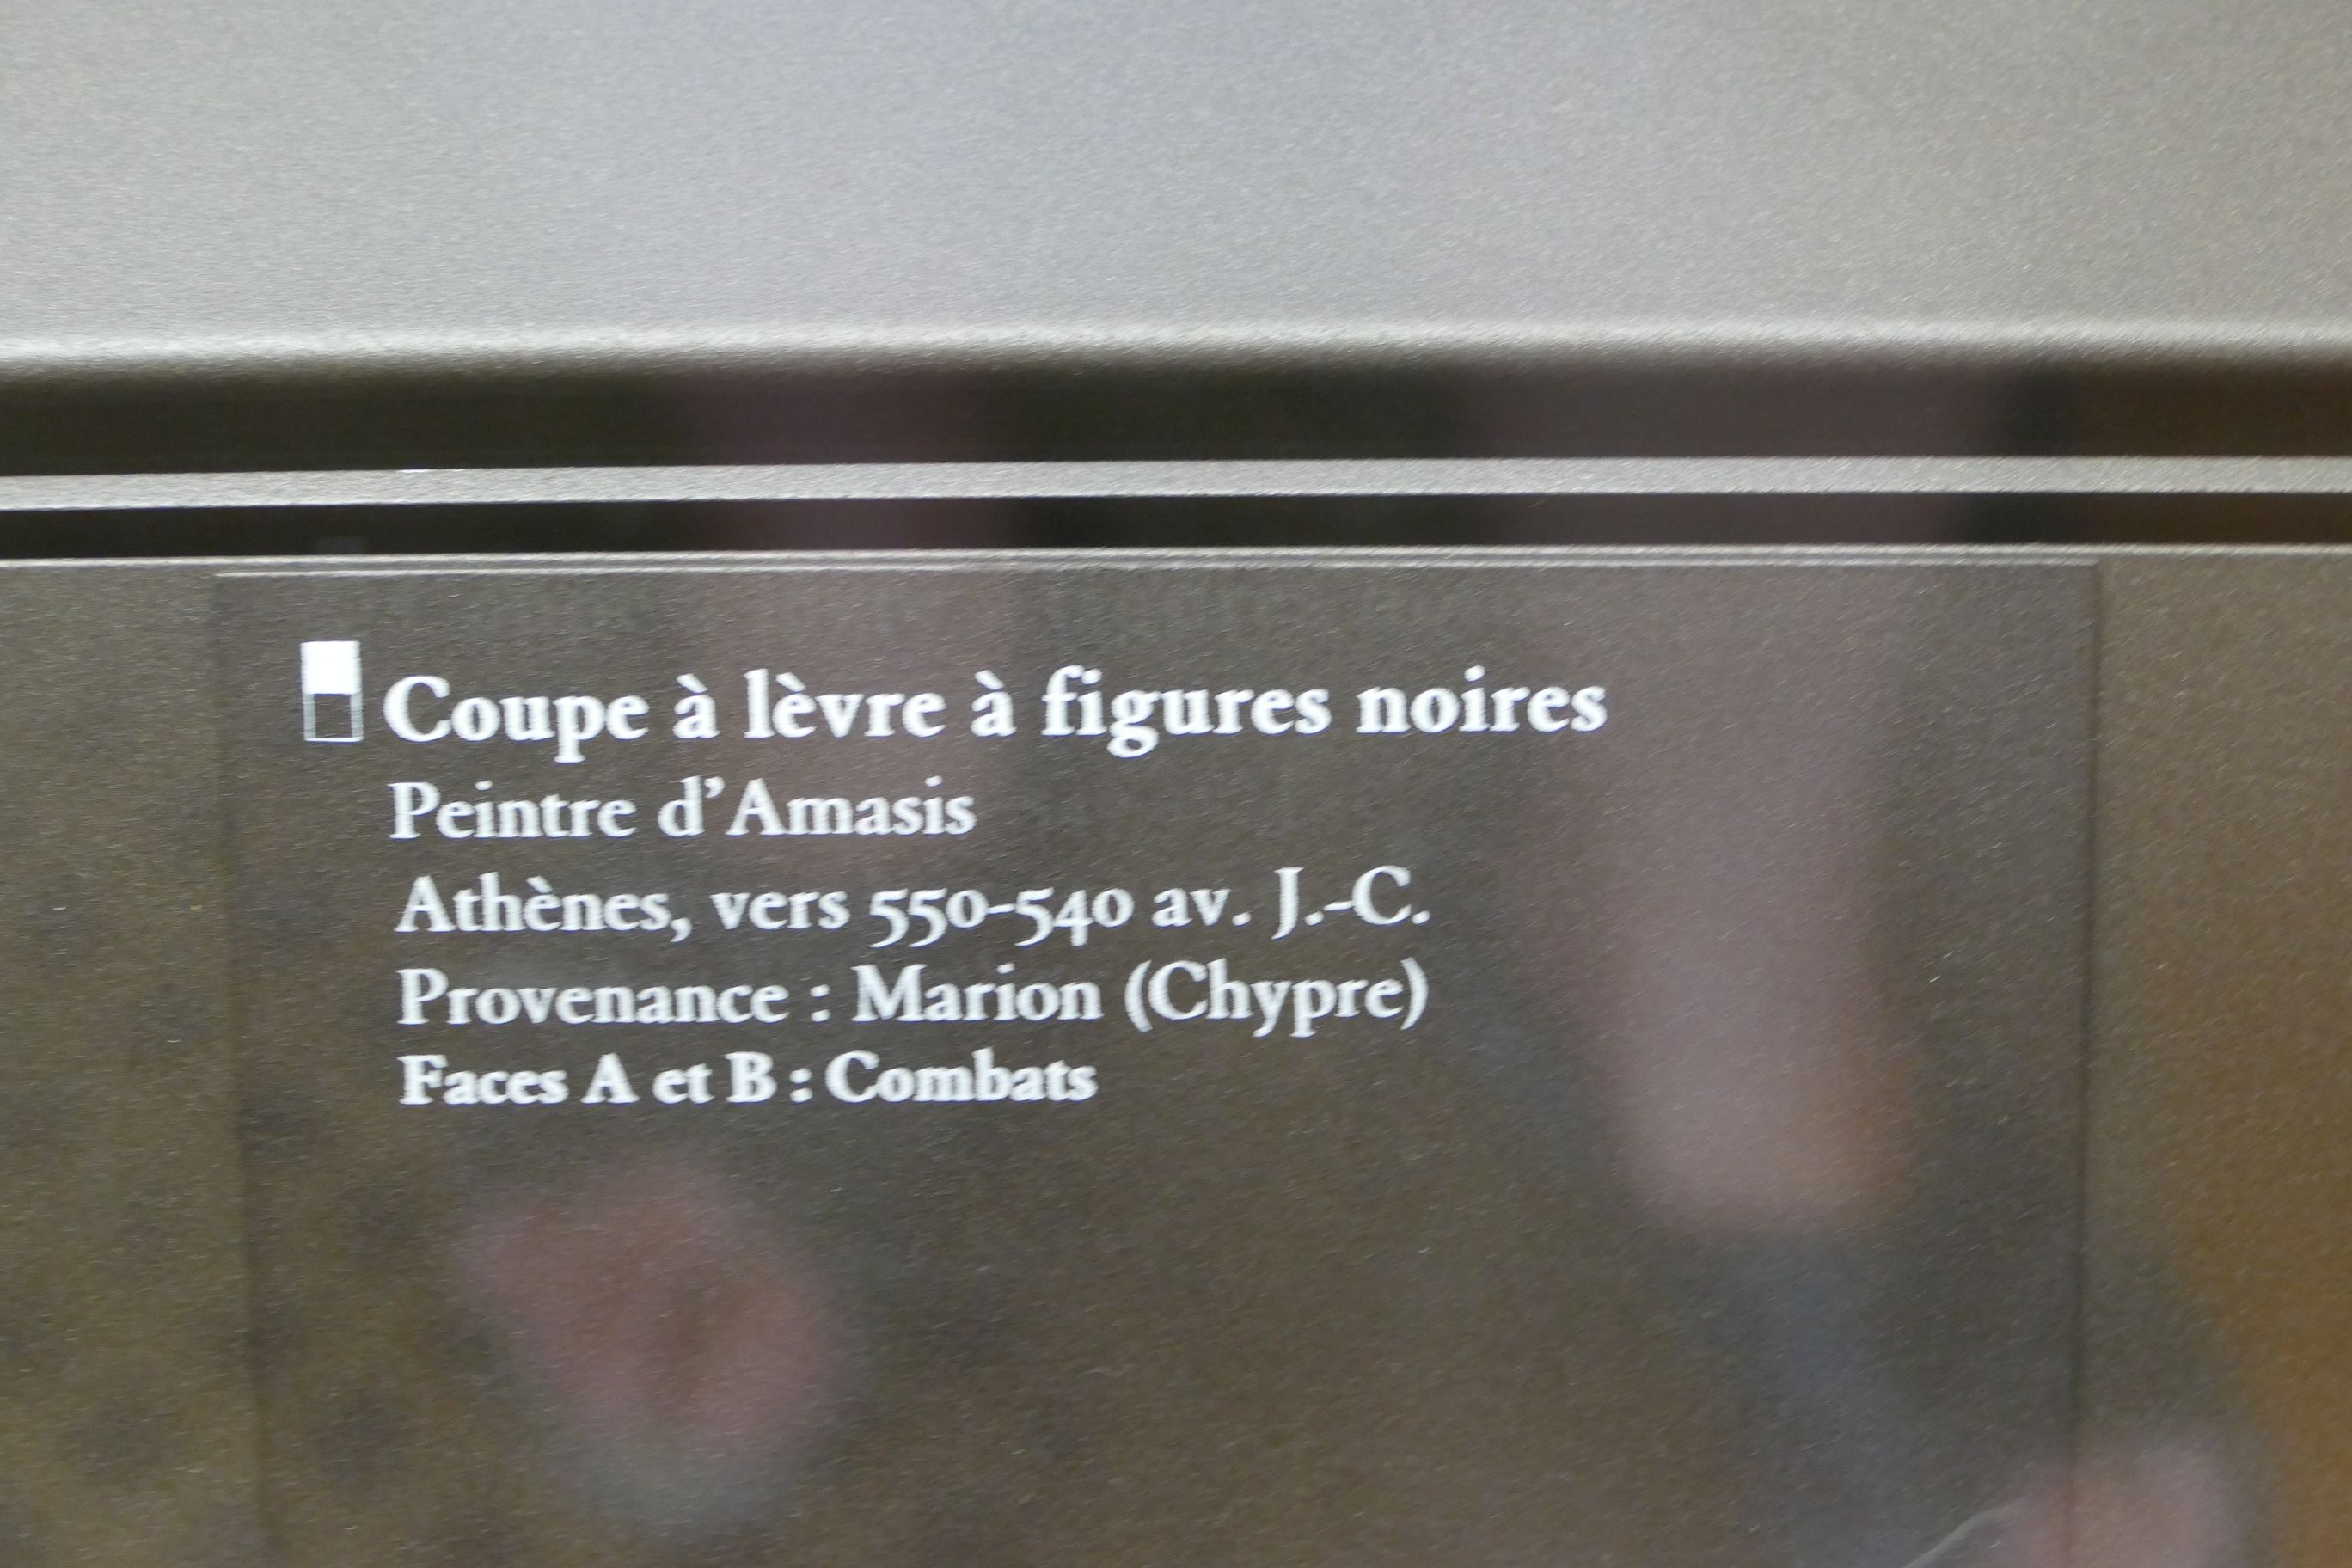 Coupe à lèvre à figures noires
Peintre d'Amasis
Athènes, vers 550-540 av. J.-C.
Provenance : Marion (Chypre)
Faces A et B : Combats